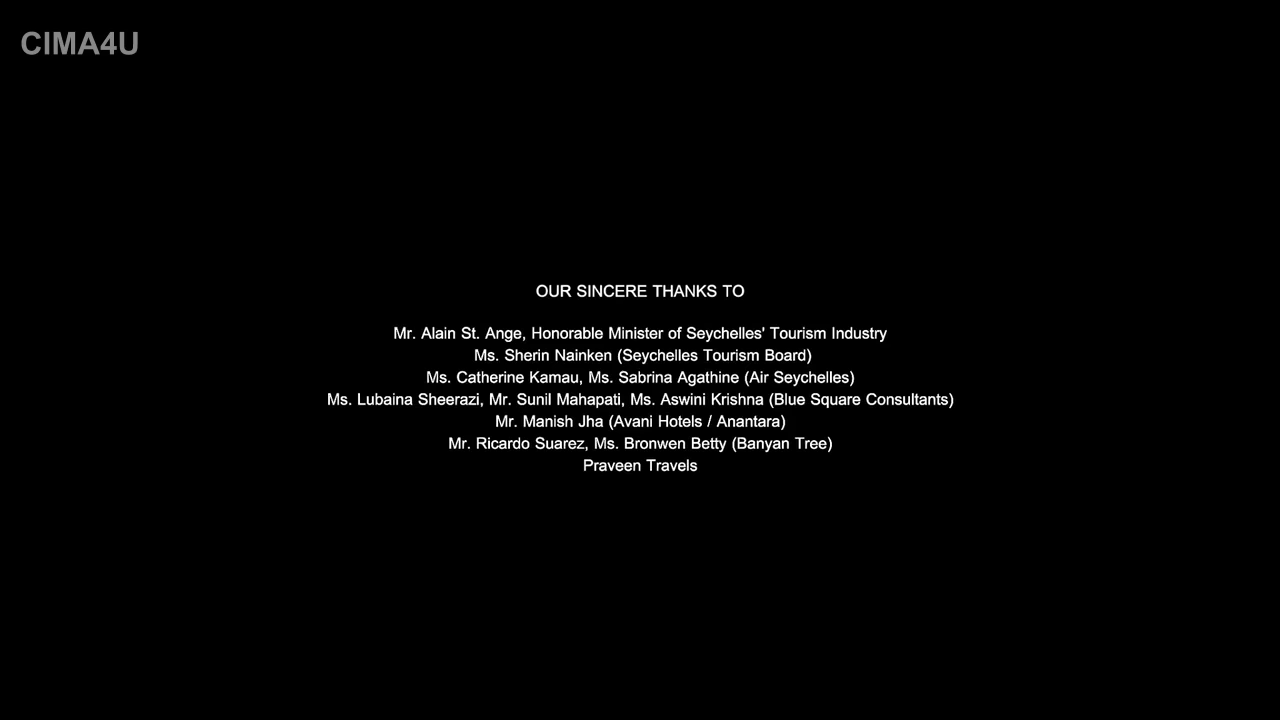 CIMA4U
OUR SINCERE THANKS TO
Mr. Alain St. Ange, Honorable Minister of Seychelles' Tourism Industry
Ms. Sherin Nainken (Seychelles Tourism Board)
Ms. Catherine Kamau, Ms. Sabrina Agathine (Air Seychelles)
Ms. Lubaina Sheerazi, Mr. Sunil Mahapati, Ms. Aswini Krishna (Blue Square Consultants)
Mr. Manish Jha (Avani Hotels / Anantara)
Mr. Ricardo Suarez, Ms. Bronwen Betty (Banyan Tree)
Praveen Travels